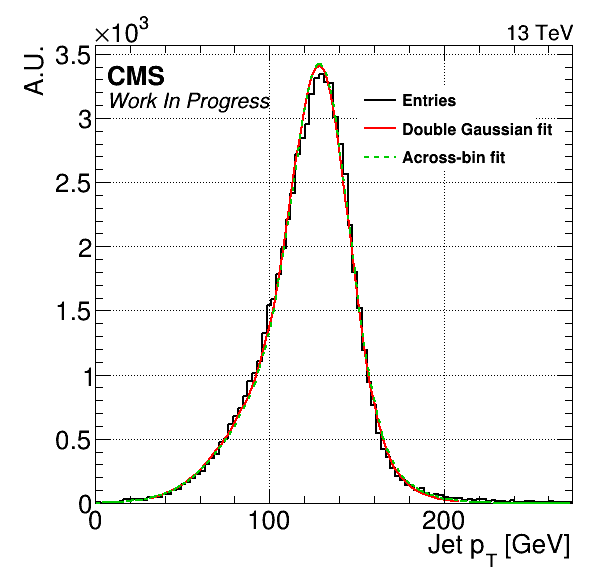 ×10³
13 TeV
A.U.
CMS
Work In Progress
Entries
Double Gaussian fit
Across-bin fit
3.5
3
2.5
2
1.5
1
0.5
0
0 100 200
Jet p_T [GeV]